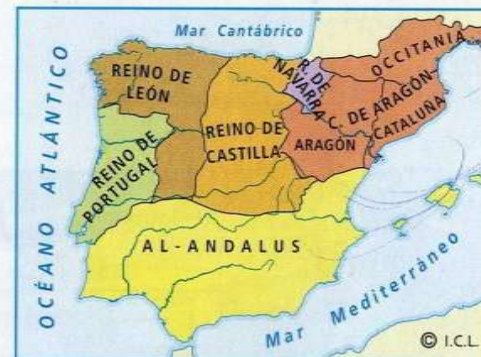 Mar Cantábrico
OCÉANO ATLÁNTICO
REINO DE
LEÓN
R. DE
NAVARRA
OCCITANIA
C. DE ARAGÓN-
CATALUÑA
REINO DE
PORTUGAL
REINO DE
CASTILLA
ARAGÓN
AL-ANDALUS
Mar Mediterràneo
© I.C.L.